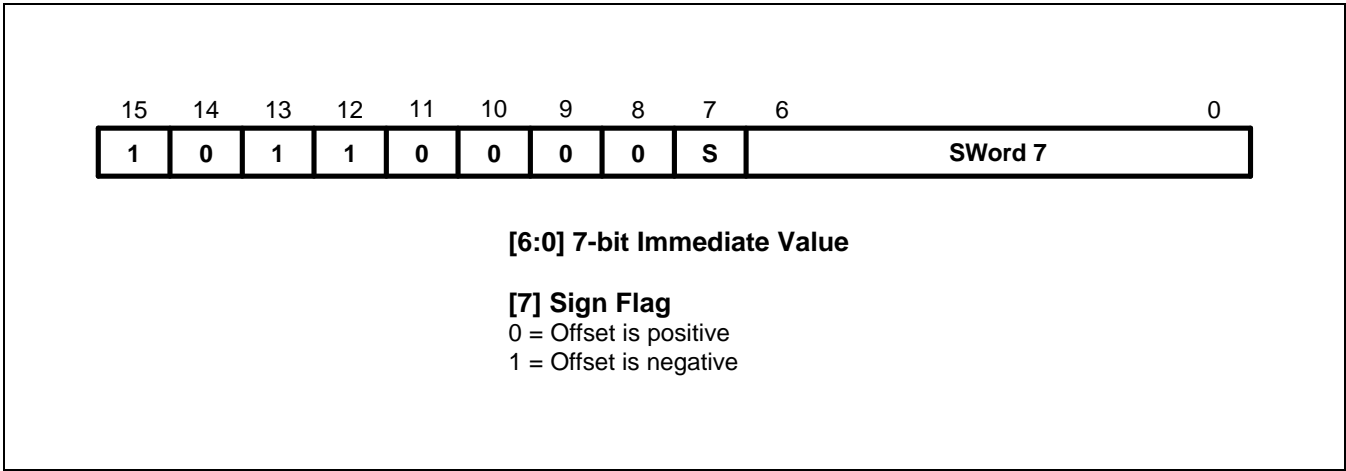 15 14 13 12 11 10 9 8 7 6 0
1 0 1 1 0 0 0 0 S SWord 7
[6:0] 7-bit Immediate Value
[7] Sign Flag
0 = Offset is positive
1 = Offset is negative